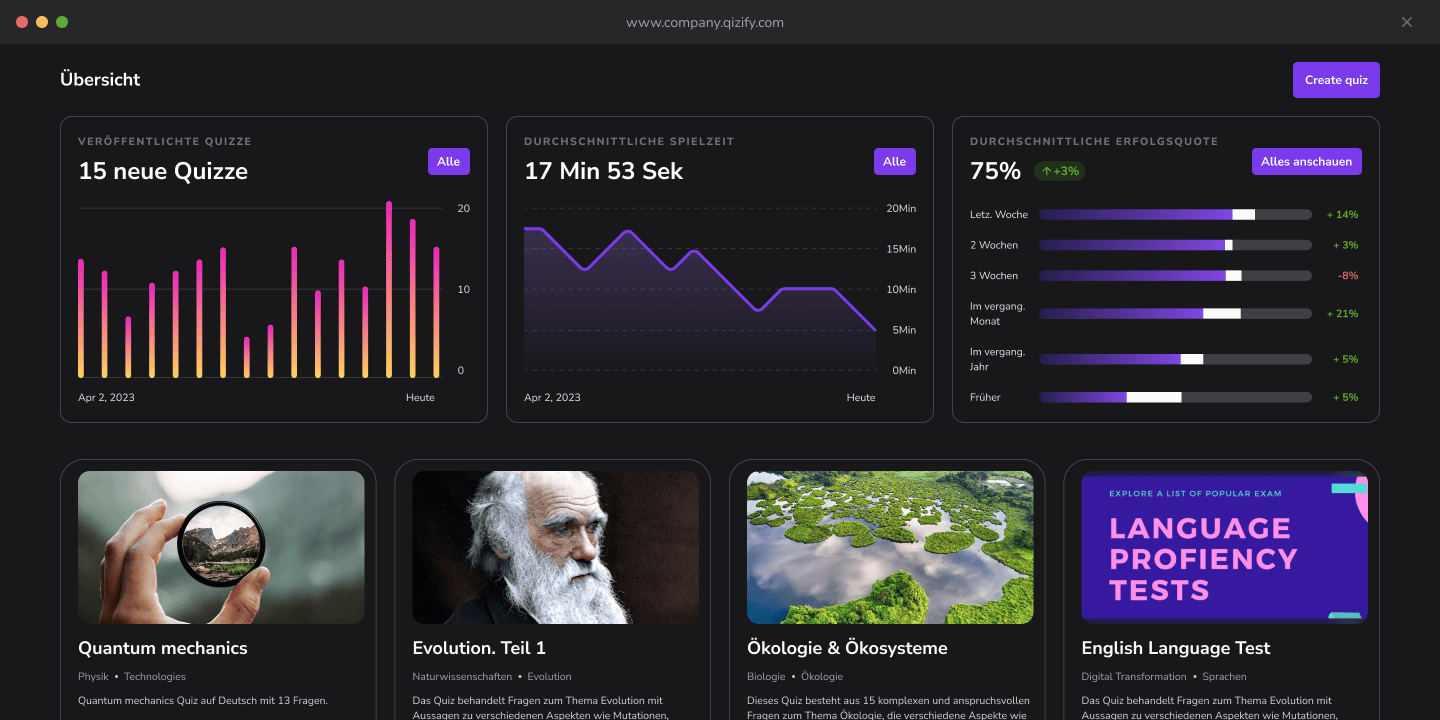 www.company.qizify.com
Übersicht
Create quiz
VERÖFFENTLICHTE QUIZZE
15 neue Quizze
Alle
20
10
0
Apr 2, 2023
Heute
DURCHSCHNITTLICHE SPIELZEIT
17 Min 53 Sek
Alle
20Min
15Min
10Min
5Min
0Min
Apr 2, 2023
Heute
DURCHSCHNITTLICHE ERFOLGSQUOTE
75%
↑+3%
Alles anschauen
Letz. Woche
+ 14%
2 Wochen
+ 3%
3 Wochen
-8%
Im vergang.
Monat
+ 21%
Im vergang.
Jahr
+ 5%
Früher
+ 5%
Quantum mechanics
Physik • Technologies
Quantum mechanics Quiz auf Deutsch mit 13 Fragen.
Evolution. Teil 1
Naturwissenschaften • Evolution
Das Quiz behandelt Fragen zum Thema Evolution mit
Aussagen zu verschiedenen Aspekten wie Mutationen,
Ökologie & Ökosysteme
Biologie • Ökologie
Dieses Quiz besteht aus 15 komplexen und anspruchsvollen
Fragen zum Thema Ökologie, die verschiedene Aspekte wie
EXPLORE A LIST OF POPULAR EXAM
LANGUAGE
PROFIENCY
TESTS
English Language Test
Digital Transformation • Sprachen
Das Quiz behandelt Fragen zum Thema Evolution mit
Aussagen zu verschiedenen Aspekten wie Mutationen,